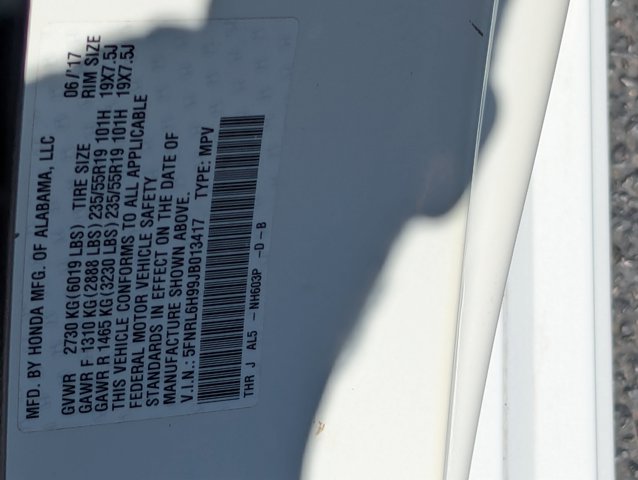 MFD. BY HONDA MFG. OF ALABAMA, LLC 06/'17
GVWR 2730 KG(6019 LBS) TIRE SIZE RIM SIZE
GAWR F 1310 KG(2888 LBS)235/55R19 101H 19X7.5J
GAWR R 1465 KG(3230 LBS)235/55R19 101H 19X7.5J
THIS VEHICLE CONFORMS TO ALL APPLICABLE
FEDERAL MOTOR VEHICLE SAFETY
STANDARDS IN EFFECT ON THE DATE OF
MANUFACTURE SHOWN ABOVE.
V.I.N.: 5FNRL6H99JB013417 TYPE: MPV
THR J AL5 - NH603P -D-B